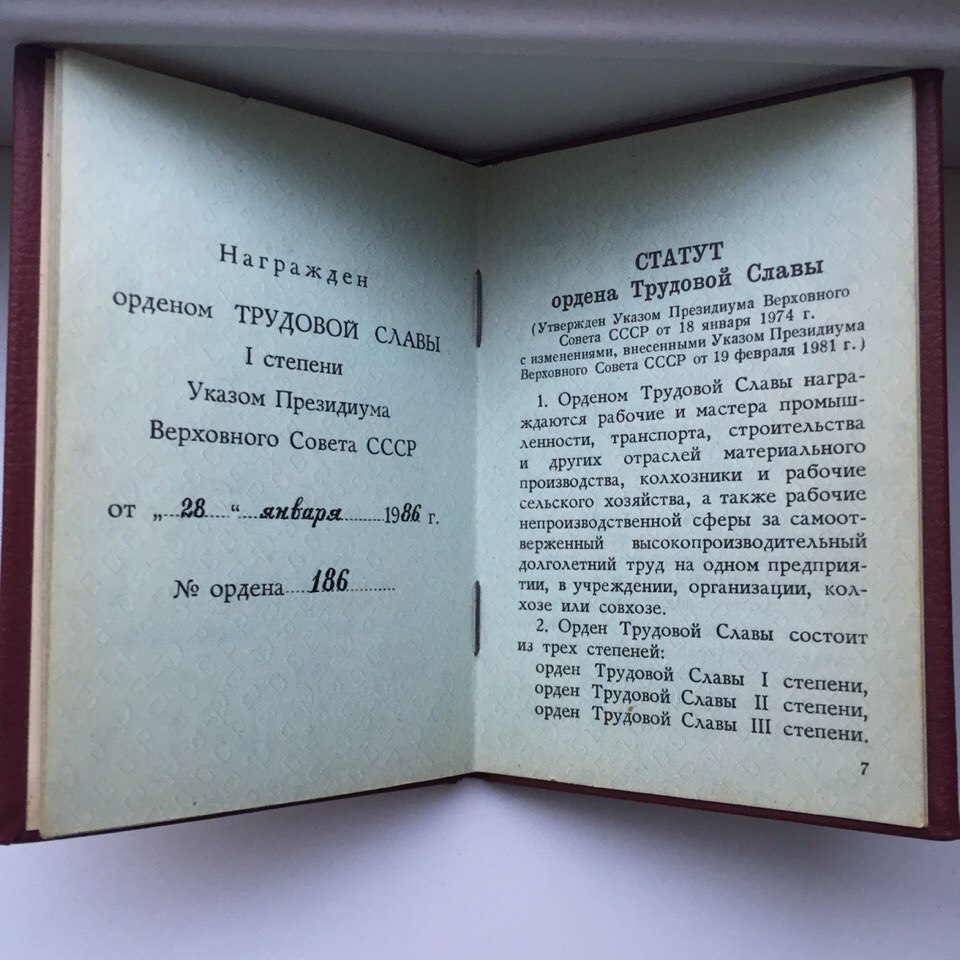 Награжден
орденом ТРУДОВОЙ СЛАВЫ
I степени
Указом Президиума
Верховного Совета СССР
от „ 28 “ января 1986 г.
№ ордена 186
СТАТУТ
ордена Трудовой Славы
(Утвержден Указом Президиума Верховного
Совета СССР от 18 января 1974 г.
с изменениями, внесенными Указом Президиума
Верховного Совета СССР от 19 февраля 1981 г.)
1. Орденом Трудовой Славы награ-
ждаются рабочие и мастера промыш-
ленности, транспорта, строительства
и других отраслей материального
производства, колхозники и рабочие
сельского хозяйства, а также рабочие
непроизводственной сферы за самоот-
верженный высокопроизводительный
долголетний труд на одном предприя-
тии, в учреждении, организации, кол-
хозе или совхозе.
2. Орден Трудовой Славы состоит
из трех степеней:
орден Трудовой Славы I степени,
орден Трудовой Славы II степени,
орден Трудовой Славы III степени.
7